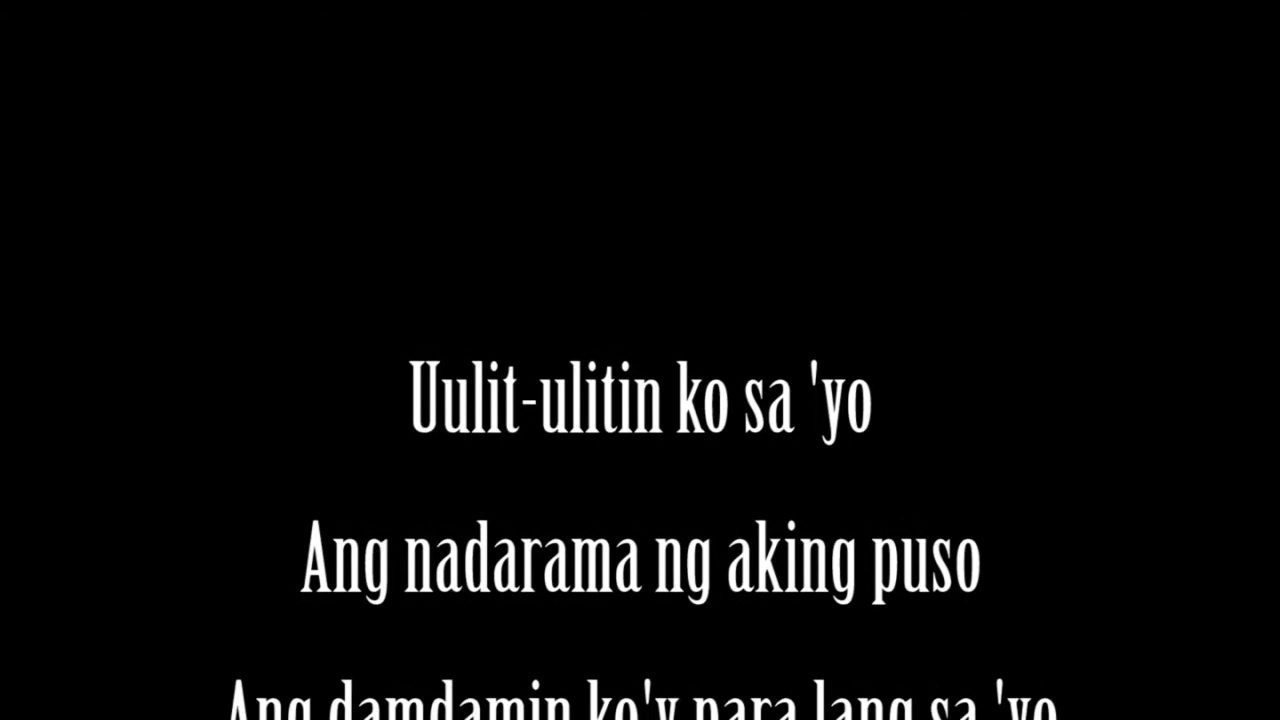 Uulit-ulitin ko sa 'yo
Ang nadarama ng aking puso
Ang damdamin ko'y para lang sa 'yo